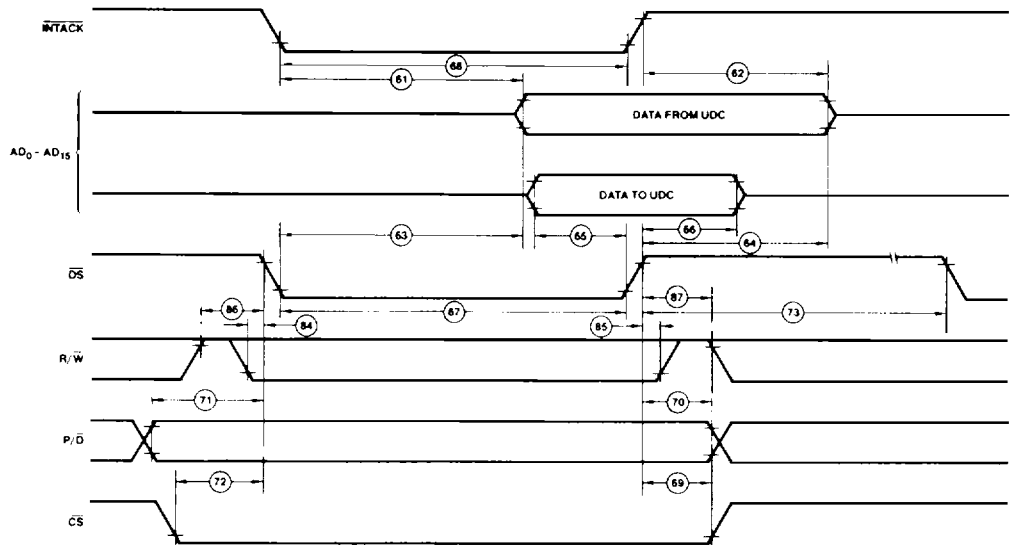 INTACK
68
61
62
DATA FROM UDC
AD0 - AD15
DATA TO UDC
63
65
66
64
DS
86
67
87
73
84
85
R/W
71
70
P/D
72
69
CS